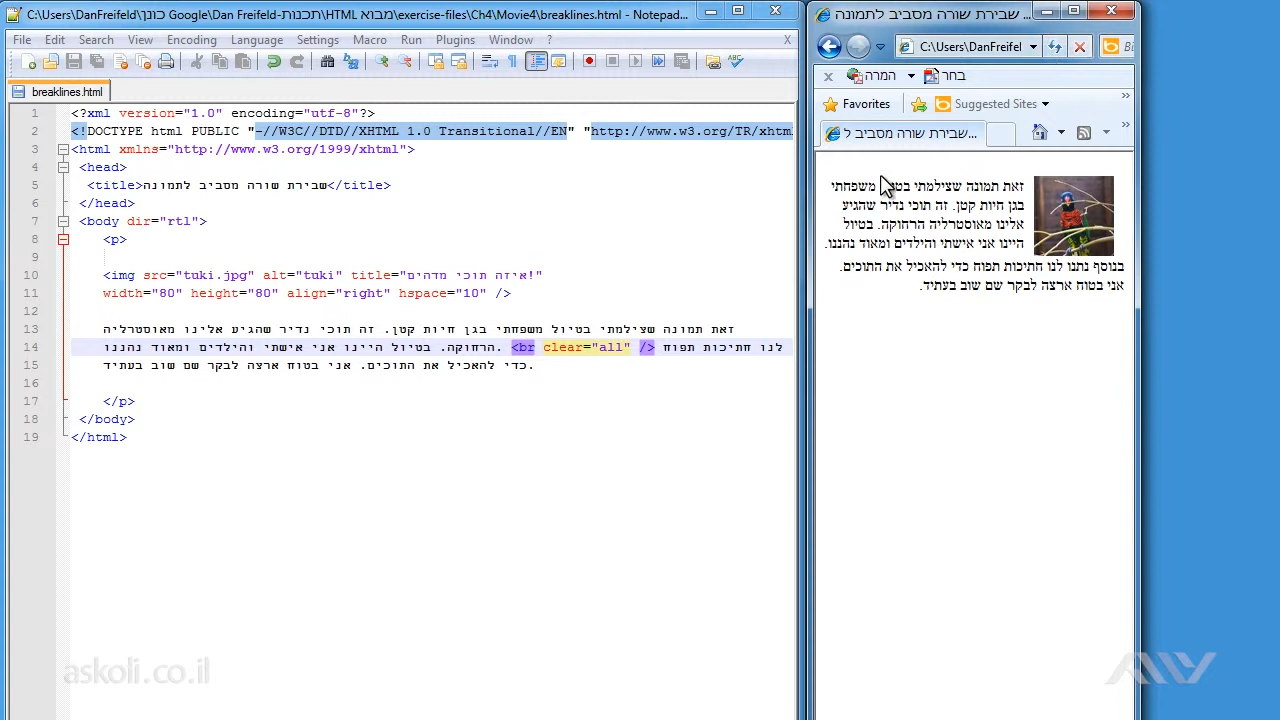 C:\Users\DanFreifeld\Google כונן\Dan Freifeld-תכנות\HTML מבוא\exercise-files\Ch4\Movie4\breaklines.html - Notepad...
File Edit Search View Encoding Language Settings Macro Run Plugins Window ? X
breaklines.html
1 <?xml version="1.0" encoding="utf-8"?>
2 <!DOCTYPE html PUBLIC "-//W3C//DTD//XHTML 1.0 Transitional//EN" "http://www.w3.org/TR/xhtm
3 <html xmlns="http://www.w3.org/1999/xhtml">
4 <head>
5 <title>שבירת שורה מסביב לתמונה</title>
6 </head>
7 <body dir="rtl">
8 <p>
9
10 <img src="tuki.jpg" alt="tuki" title="איזה תוכי מדהים!"
11 width="80" height="80" align="right" hspace="10" />
12
13 זאת תמונה שצילמתי בטיול משפחתי בגן חיות קטן. זה תוכי נדיר שהגיע אלינו מאוסטרליה
14 הרחוקה. בטיול היינו אני אישתי והילדים ומאוד נהננו. <br clear="all" /> לנו חתיכות תפוח
15 כדי להאכיל את התוכים. אני בטוח ארצה לבקר שם שוב בעתיד.
16
17 </p>
18 </body>
19 </html>
שבירת שורה מסביב לתמונה ...
C:\Users\DanFreifel
Bi
המרה
בחר
Favorites
Suggested Sites
שבירת שורה מסביב ל...
זאת תמונה שצילמתי בטיול משפחתי
בגן חיות קטן. זה תוכי נדיר שהגיע
אלינו מאוסטרליה הרחוקה. בטיול
היינו אני אישתי והילדים ומאוד נהננו.
בנוסף נתנו לנו חתיכות תפוח כדי להאכיל את התוכים.
אני בטוח ארצה לבקר שם שוב בעתיד.
askoli.co.il